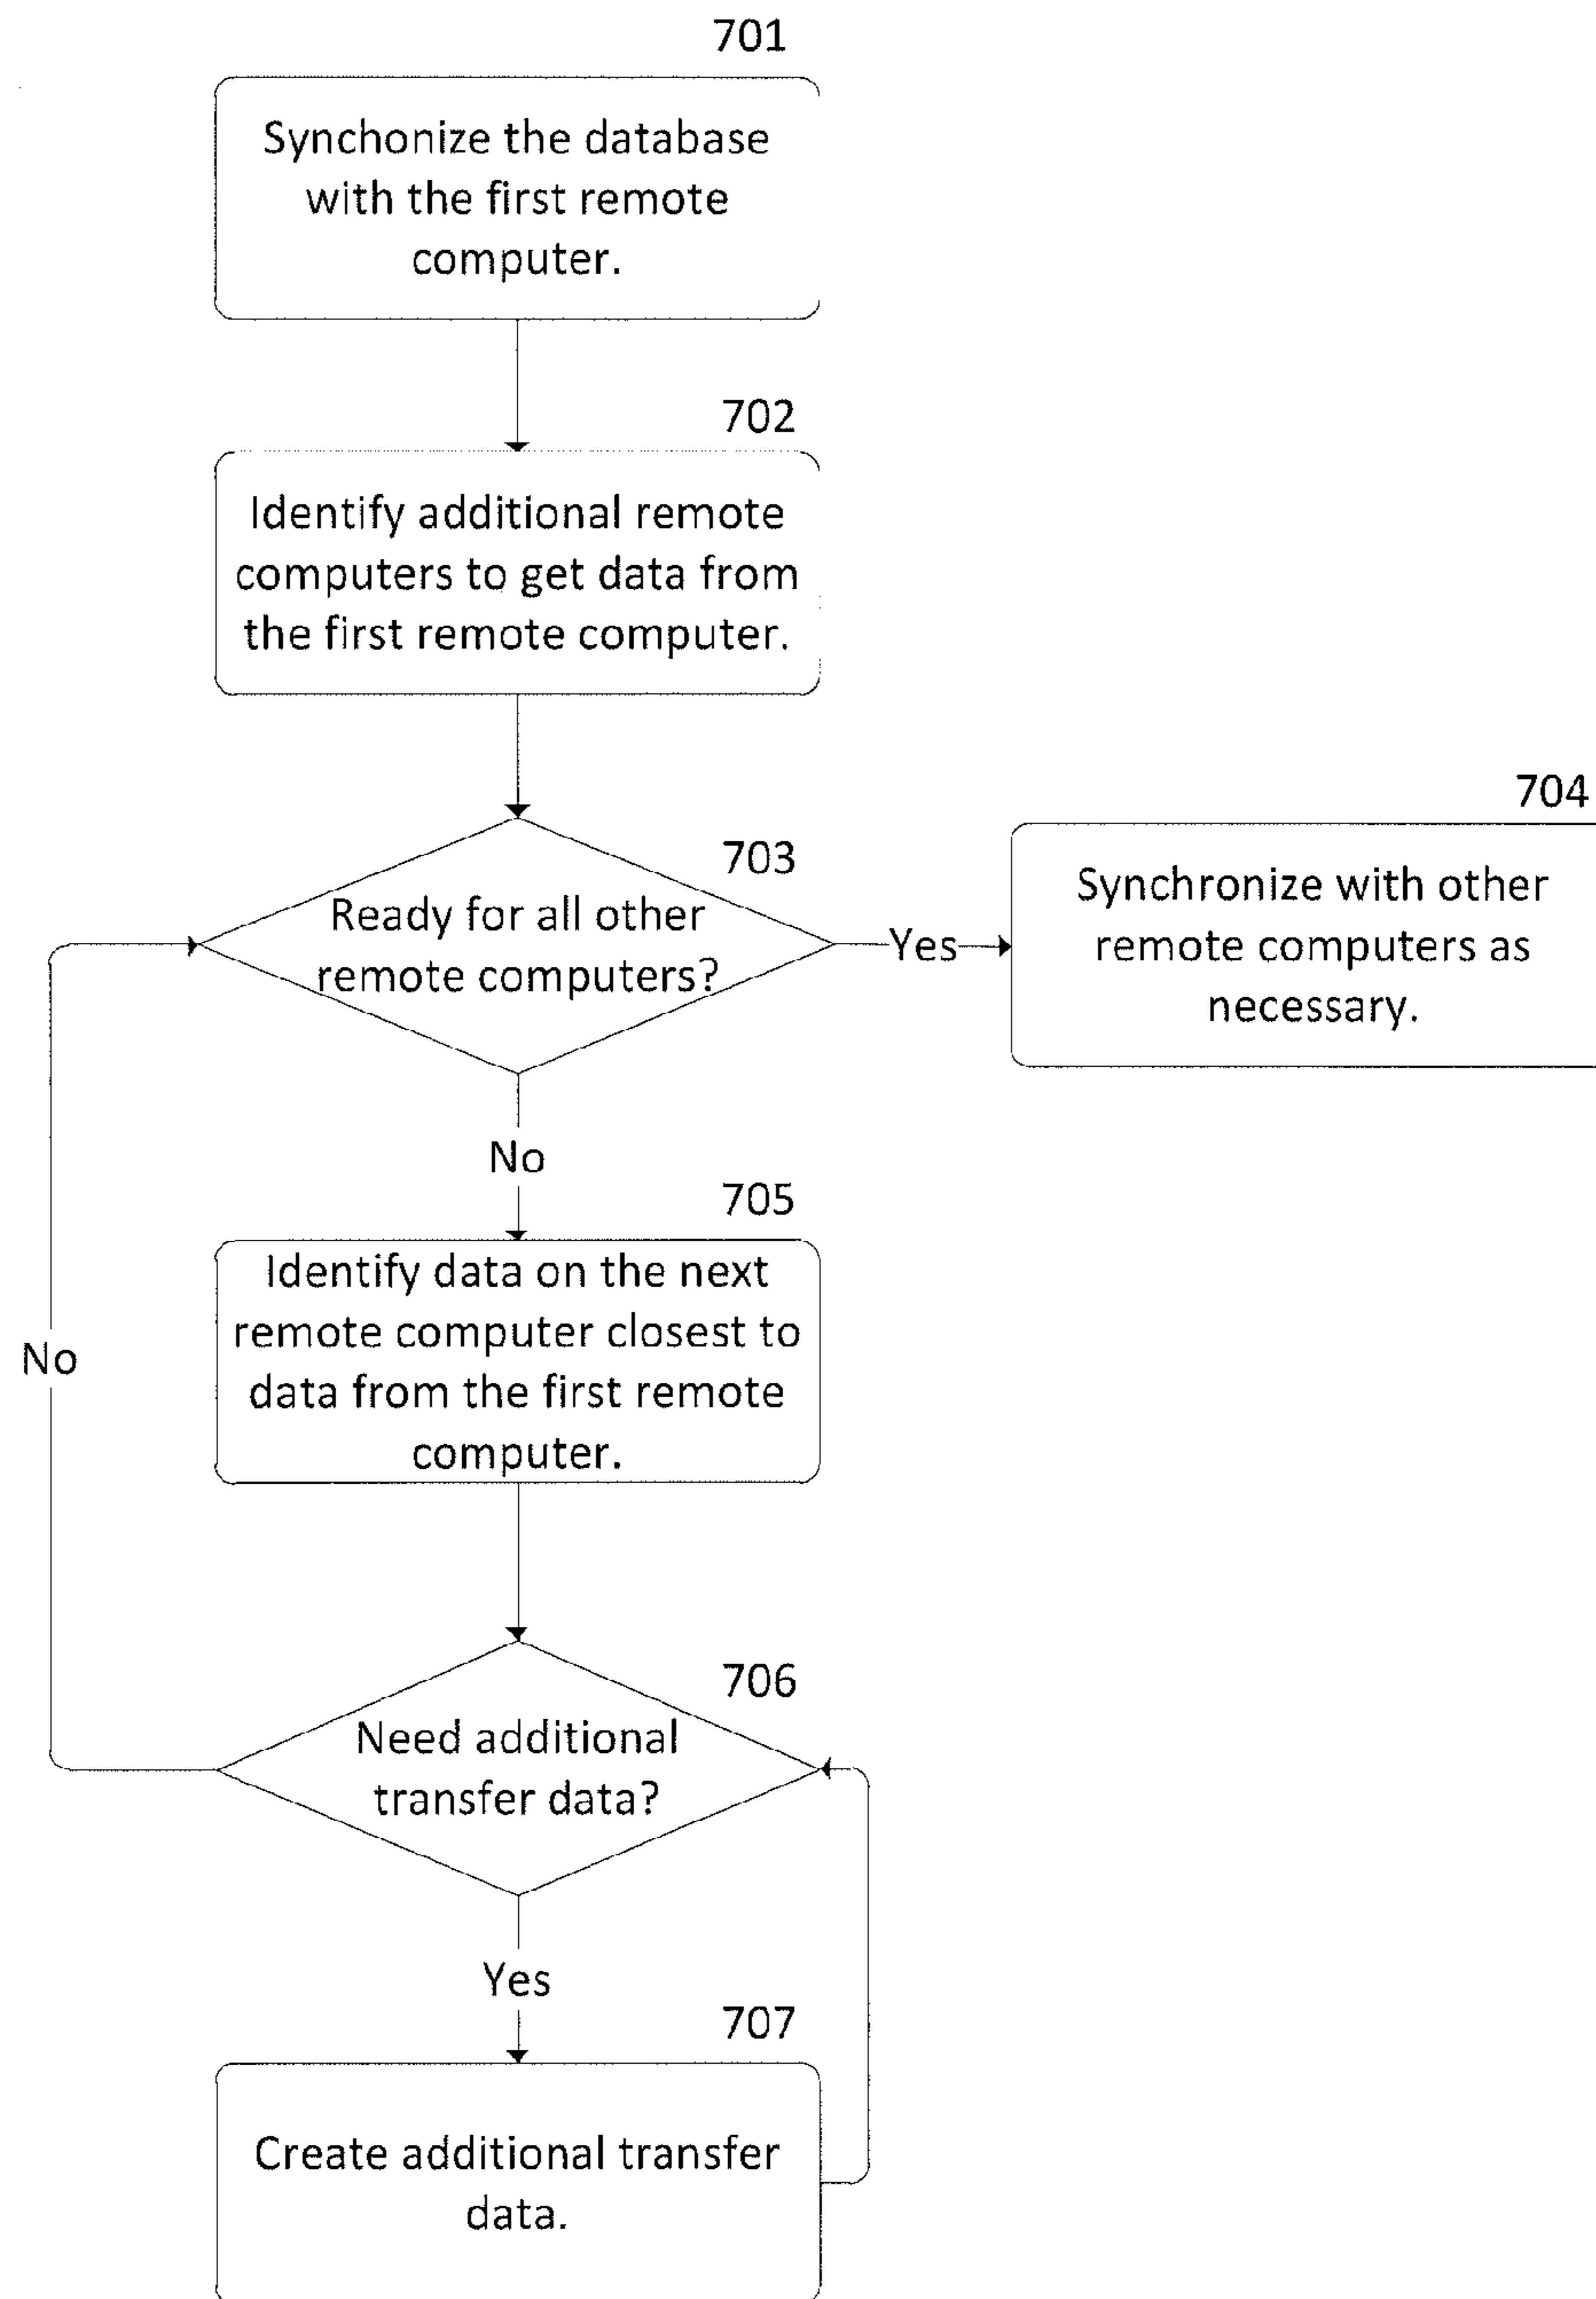 701
Synchonize the database
with the first remote
computer.
702
Identify additional remote
computers to get data from
the first remote computer.
703
Ready for all other
remote computers?
704
Synchronize with other
remote computers as
necessary.
Yes
No
705
Identify data on the next
remote computer closest to
data from the first remote
computer.
No
706
Need additional
transfer data?
Yes
707
Create additional transfer
data.